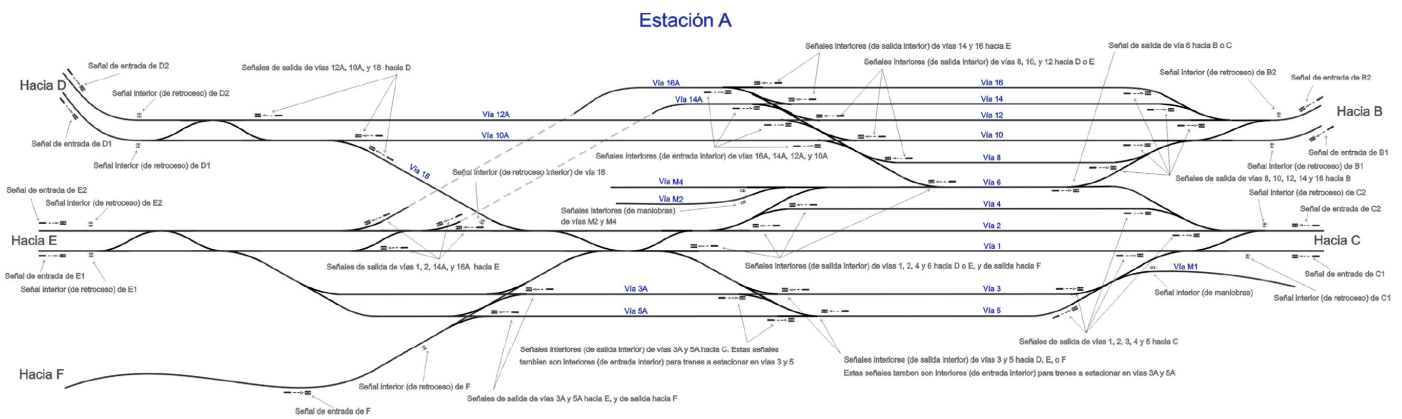 Estación A
Señales interiores (de salida interior) de vías 14 y 16 hacia E
Señal de salida de vía 6 hacia B o C
Señal de entrada de D2
Señales de salida de vías 12A, 10A, y 18 hacia D
Señales interiores (de salida interior) de vías 8, 10, y 12 hacia D o E
Señal interior (de retroceso) de B2
Señal de entrada de B2
Hacia D
Señal interior (de retroceso) de D2
Vía 16A
Vía 16
Vía 14A
Vía 14
Hacia B
Vía 12A
Vía 12
Vía 10A
Vía 10
Señal de entrada de D1
Señal de entrada de B1
Señal interior (de retroceso) de D1
Señales interiores (de entrada interior) de vías 16A, 14A, 12A, y 10A
Vía 8
Señal interior (de retroceso) de B1
Vía 18
Señal interior (de retroceso interior) de vía 18
Señales de salida de vías 8, 10, 12, 14 y 16 hacia B
Señal de entrada de E2
Vía M4
Vía 6
Señal interior (de retroceso) de C2
Señal interior (de retroceso) de E2
Vía M2
Vía 4
Señales interiores (de maniobras)
de vías M2 y M4
Señal de entrada de C2
Vía 2
Hacia E
Hacia C
Vía 1
Señal de entrada de E1
Señales de salida de vías 1, 2, 14A, y 16A hacia E
Señales interiores (de salida interior) de vías 1, 2, 4 y 6 hacia D o E, y de salida hacia F
Vía M1
Señal de entrada de C1
Señal interior (de retroceso) de E1
Vía 3A
Vía 3
Señal interior (de maniobras)
Señal interior (de retroceso) de C1
Vía 5A
Vía 5
Señales de salida de vías 1, 2, 3, 4 y 5 hacia C
Señales interiores (de salida interior) de vías 3A y 5A hacia C. Estas señales
tambien son interiores (de entrada interior) para trenes a estacionar en vías 3 y 5
Señales interiores (de salida interior) de vías 3 y 5 hacia D, E, o F
Estas señales tamben son interiores (de entrada interior) para trenes a estacionar en vías 3A y 5A
Hacia F
Señal interior (de retroceso) de F
Señales de salida de vías 3A y 5A hacia E, y de salida hacia F
Señal de entrada de F